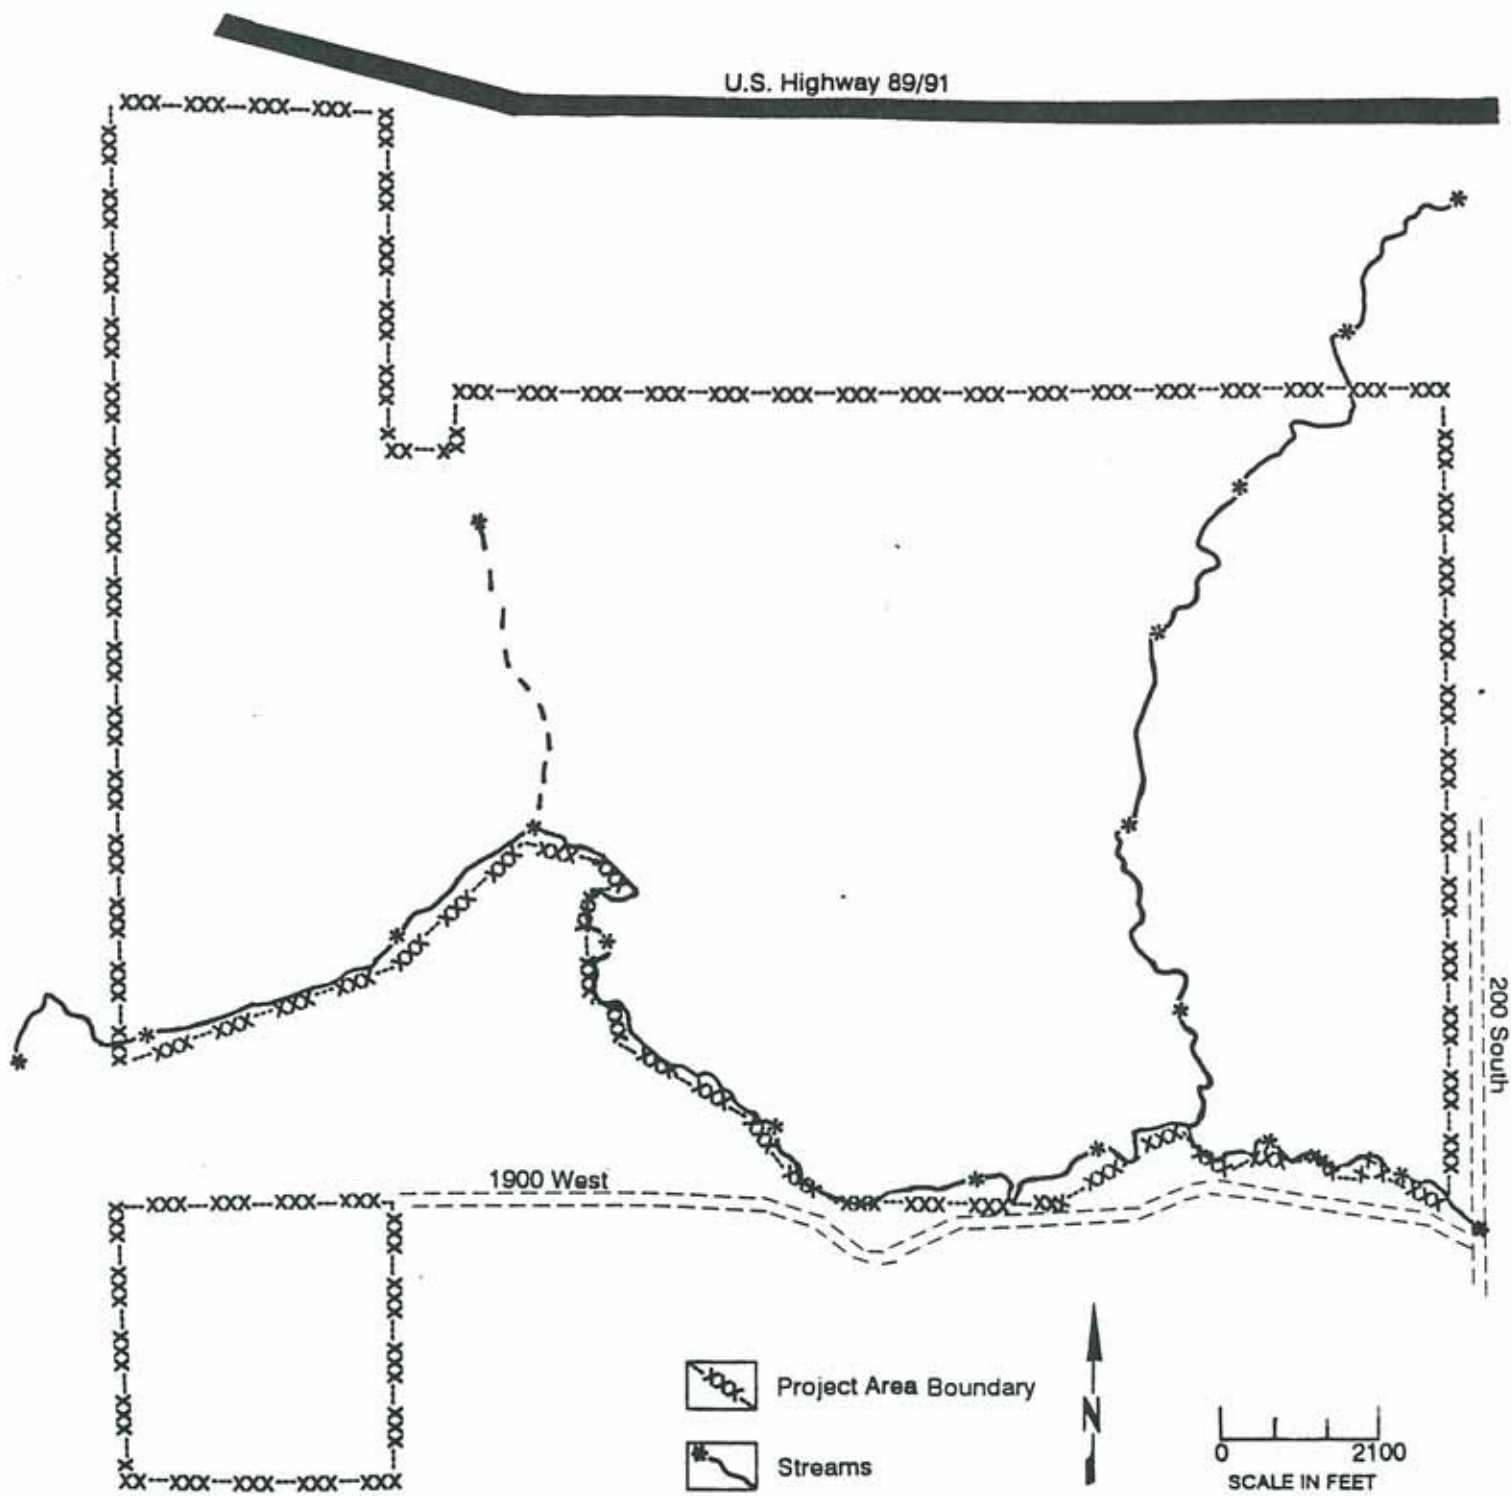 U.S. Highway 89/91
200 South
1900 West
Project Area Boundary
Streams
N
0 2100
SCALE IN FEET